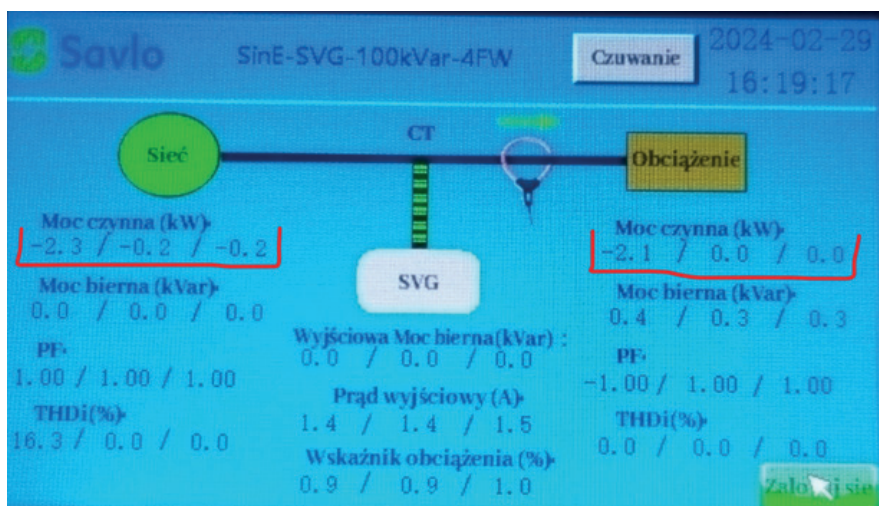 Savlo
SinE-SVG-100kVar-4FW
Czuwanie
2024-02-29
16:19:17
CT
Sieć
Obciążenie
Moc czynna (kW)
-2.3 / -0.2 / -0.2
Moc bierna (kVar)
0.0 / 0.0 / 0.0
PF
1.00 / 1.00 / 1.00
THDi(%)
16.3 / 0.0 / 0.0
SVG
Wyjściowa Moc bierna(kVar) :
0.0 / 0.0 / 0.0
Prąd wyjściowy (A)
1.4 / 1.4 / 1.5
Wskaźnik obciążenia (%)
0.9 / 0.9 / 1.0
Moc czynna (kW)
-2.1 / 0.0 / 0.0
Moc bierna (kVar)
0.4 / 0.3 / 0.3
PF
-1.00 / 1.00 / 1.00
THDi(%)
0.0 / 0.0 / 0.0
się